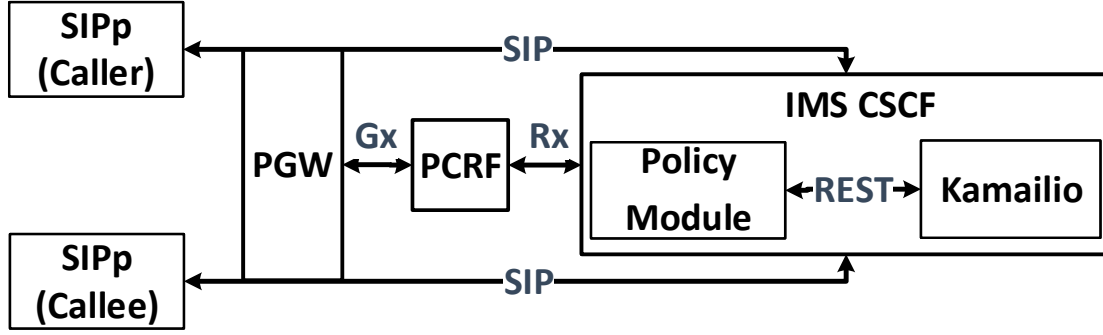 SIPp
(Caller)
SIP
IMS CSCF
PGW
Gx
PCRF
Rx
Policy
Module
REST
Kamailio
SIPp
(Callee)
SIP